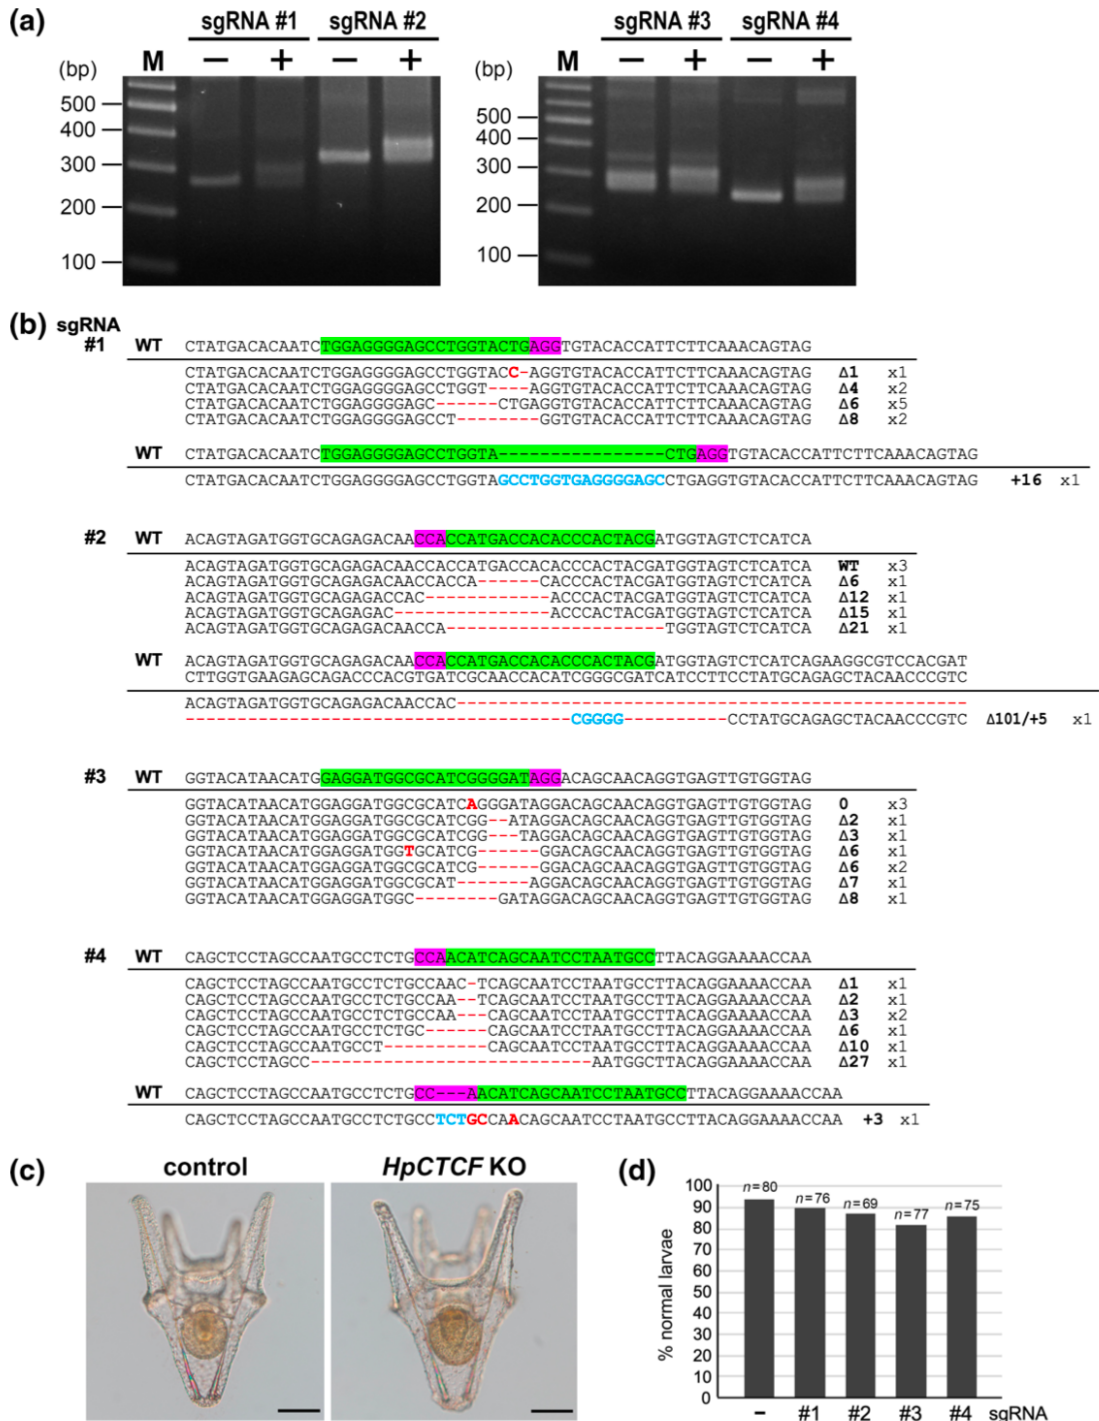 (a)
sgRNA #1 sgRNA #2 sgRNA #3 sgRNA #4
(bp) M − + − + (bp) M − + − +
500 500
400 400
300 300
200 200
100 100
(b)
sgRNA
#1 WT CTATGACACAATCTGGAGGGGAGCCTGGTACTGAGGTGTACACCATTCTTCAAACAGTAG
CTATGACACAATCTGGAGGGGAGCCTGGTACC-AGGTGTACACCATTCTTCAAACAGTAG Δ1 x1
CTATGACACAATCTGGAGGGGAGCCTGGT----AGGTGTACACCATTCTTCAAACAGTAG Δ4 x2
CTATGACACAATCTGGAGGGGAGC------CTGAGGTGTACACCATTCTTCAAACAGTAG Δ6 x5
CTATGACACAATCTGGAGGGGAGCCT--------GGTGTACACCATTCTTCAAACAGTAG Δ8 x2
WT CTATGACACAATCTGGAGGGGAGCCTGGTA----------------CTGAGGTGTACACCATTCTTCAAACAGTAG
CTATGACACAATCTGGAGGGGAGCCTGGTAGCCTGGTGAGGGGAGCCTGAGGTGTACACCATTCTTCAAACAGTAG +16 x1
#2 WT ACAGTAGATGGTGCAGAGACAACCACCATGACCACACCCACTACGATGGTAGTCTCATCA
ACAGTAGATGGTGCAGAGACAACCACCATGACCACACCCACTACGATGGTAGTCTCATCA WT x3
ACAGTAGATGGTGCAGAGACAACCACCA------CACCCACTACGATGGTAGTCTCATCA Δ6 x1
ACAGTAGATGGTGCAGAGACCAC------------ACCCACTACGATGGTAGTCTCATCA Δ12 x1
ACAGTAGATGGTGCAGAGAC---------------ACCCACTACGATGGTAGTCTCATCA Δ15 x1
ACAGTAGATGGTGCAGAGACAACCA---------------------TGGTAGTCTCATCA Δ21 x1
WT ACAGTAGATGGTGCAGAGACAACCACCATGACCACACCCACTACGATGGTAGTCTCATCAGAAGGCGTCCACGAT
CTTGGTGAAGAGCAGACCCACGTGATCGCAACCACATCGGGCGATCATCCTTCCTATGCAGAGCTACAACCCGTC
ACAGTAGATGGTGCAGAGACAACCAC-------------------------------------------------
-------------------------------------CGGGG----------CCTATGCAGAGCTACAACCCGTC Δ101/+5 x1
#3 WT GGTACATAACATGGAGGATGGCGCATCGGGGATAGGACAGCAACAGGTGAGTTGTGGTAG
GGTACATAACATGGAGGATGGCGCATCAGGGATAGGACAGCAACAGGTGAGTTGTGGTAG 0 x3
GGTACATAACATGGAGGATGGCGCATCGG--ATAGGACAGCAACAGGTGAGTTGTGGTAG Δ2 x1
GGTACATAACATGGAGGATGGCGCATCGG---TAGGACAGCAACAGGTGAGTTGTGGTAG Δ3 x1
GGTACATAACATGGAGGATGGTGCATCG------GGACAGCAACAGGTGAGTTGTGGTAG Δ6 x1
GGTACATAACATGGAGGATGGCGCATCG------GGACAGCAACAGGTGAGTTGTGGTAG Δ6 x2
GGTACATAACATGGAGGATGGCGCAT-------AGGACAGCAACAGGTGAGTTGTGGTAG Δ7 x1
GGTACATAACATGGAGGATGGC--------GATAGGACAGCAACAGGTGAGTTGTGGTAG Δ8 x1
#4 WT CAGCTCCTAGCCAATGCCTCTGCCAACATCAGCAATCCTAATGCCTTACAGGAAAACCAA
CAGCTCCTAGCCAATGCCTCTGCCAAC-TCAGCAATCCTAATGCCTTACAGGAAAACCAA Δ1 x1
CAGCTCCTAGCCAATGCCTCTGCCAA--TCAGCAATCCTAATGCCTTACAGGAAAACCAA Δ2 x1
CAGCTCCTAGCCAATGCCTCTGCCAA---CAGCAATCCTAATGCCTTACAGGAAAACCAA Δ3 x2
CAGCTCCTAGCCAATGCCTCTGC------CAGCAATCCTAATGCCTTACAGGAAAACCAA Δ6 x1
CAGCTCCTAGCCAATGCCT----------CAGCAATCCTAATGCCTTACAGGAAAACCAA Δ10 x1
CAGCTCCTAGCC---------------------------AATGGCTTACAGGAAAACCAA Δ27 x1
WT CAGCTCCTAGCCAATGCCTCTGCC---AACATCAGCAATCCTAATGCCTTACAGGAAAACCAA
CAGCTCCTAGCCAATGCCTCTGCCTCTGCCAACAGCAATCCTAATGCCTTACAGGAAAACCAA +3 x1
(c) control HpCTCF KO
(d)
100
90
80
70
60
50
40
30
20
10
0
% normal larvae
n=80 n=76 n=69 n=77 n=75
− #1 #2 #3 #4 sgRNA